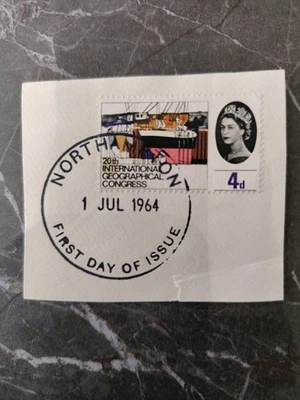 20th
INTERNATIONAL
GEOGRAPHICAL
CONGRESS
4d
1 JUL 1964
FIRST DAY OF ISSUE